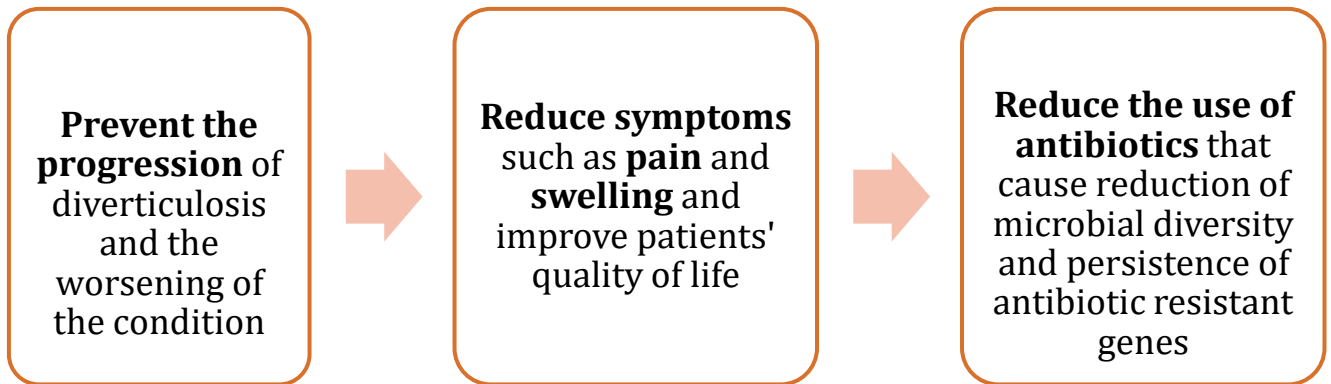 Prevent the
progression of
diverticulosis
and the
worsening of
the condition
Reduce symptoms
such as pain and
swelling and
improve patients'
quality of life
Reduce the use of
antibiotics that
cause reduction of
microbial diversity
and persistence of
antibiotic resistant
genes